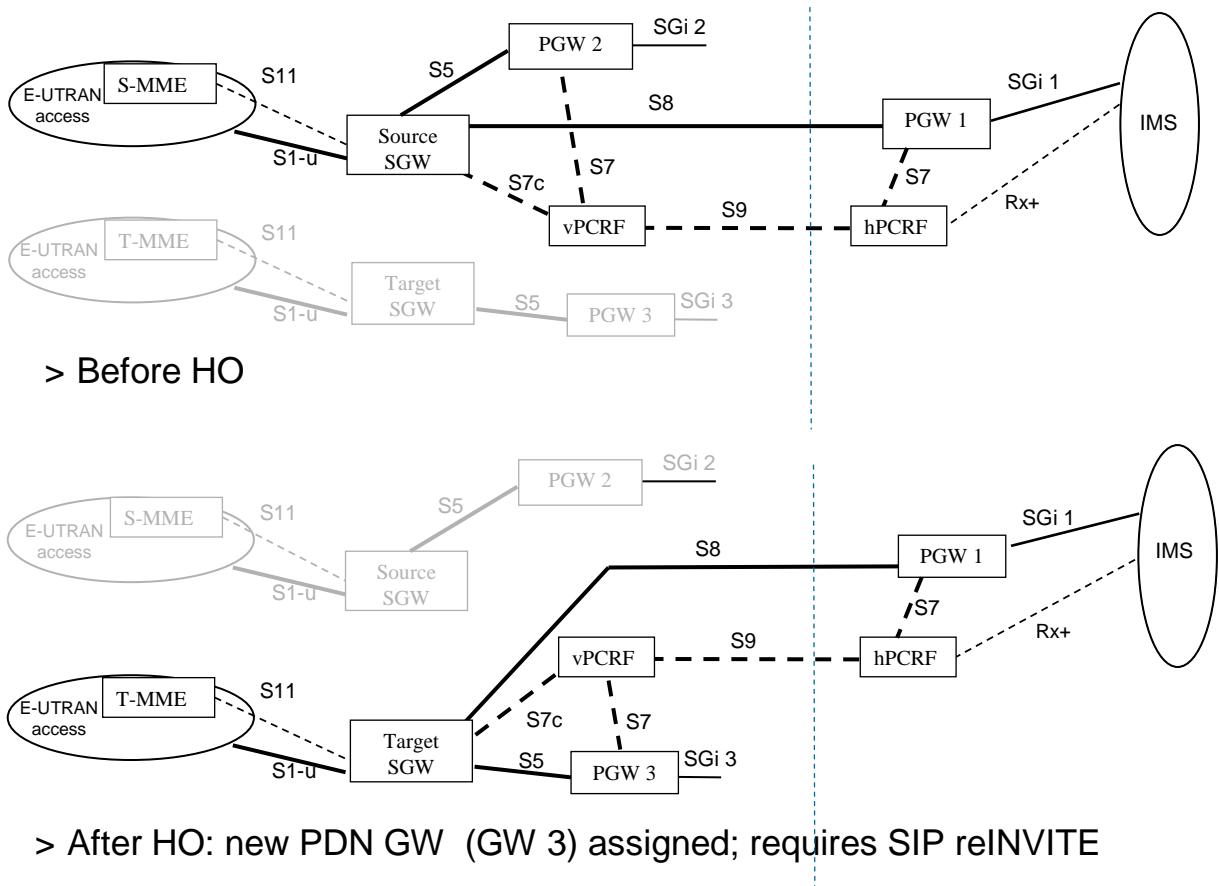 SGi 2
PGW 2
S11
S5
S-MME
SGi 1
E-UTRAN
access
S8
PGW 1
IMS
Source
SGW
S1-u
S7
S7
S7c
Rx+
S9
vPCRF
hPCRF
S11
T-MME
E-UTRAN
access
Target
SGW
S1-u
S5
SGi 3
PGW 3
> Before HO
SGi 2
PGW 2
S5
S11
S-MME
SGi 1
E-UTRAN
access
S8
PGW 1
IMS
Source
SGW
S1-u
S7
Rx+
S9
vPCRF
hPCRF
S11
T-MME
E-UTRAN
access
S7c
S7
Target
SGW
S1-u
S5
SGi 3
PGW 3
> After HO: new PDN GW (GW 3) assigned; requires SIP reINVITE